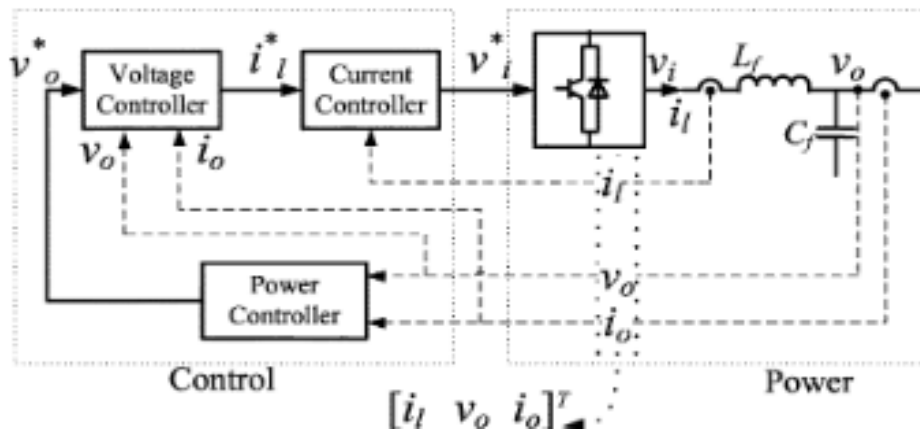 v*o
Voltage
Controller
i*l
Current
Controller
v*i
vi
il
Lf
vo
Cf
vo
io
il
Power
Controller
vo
io
Control
Power
[il vo io]T